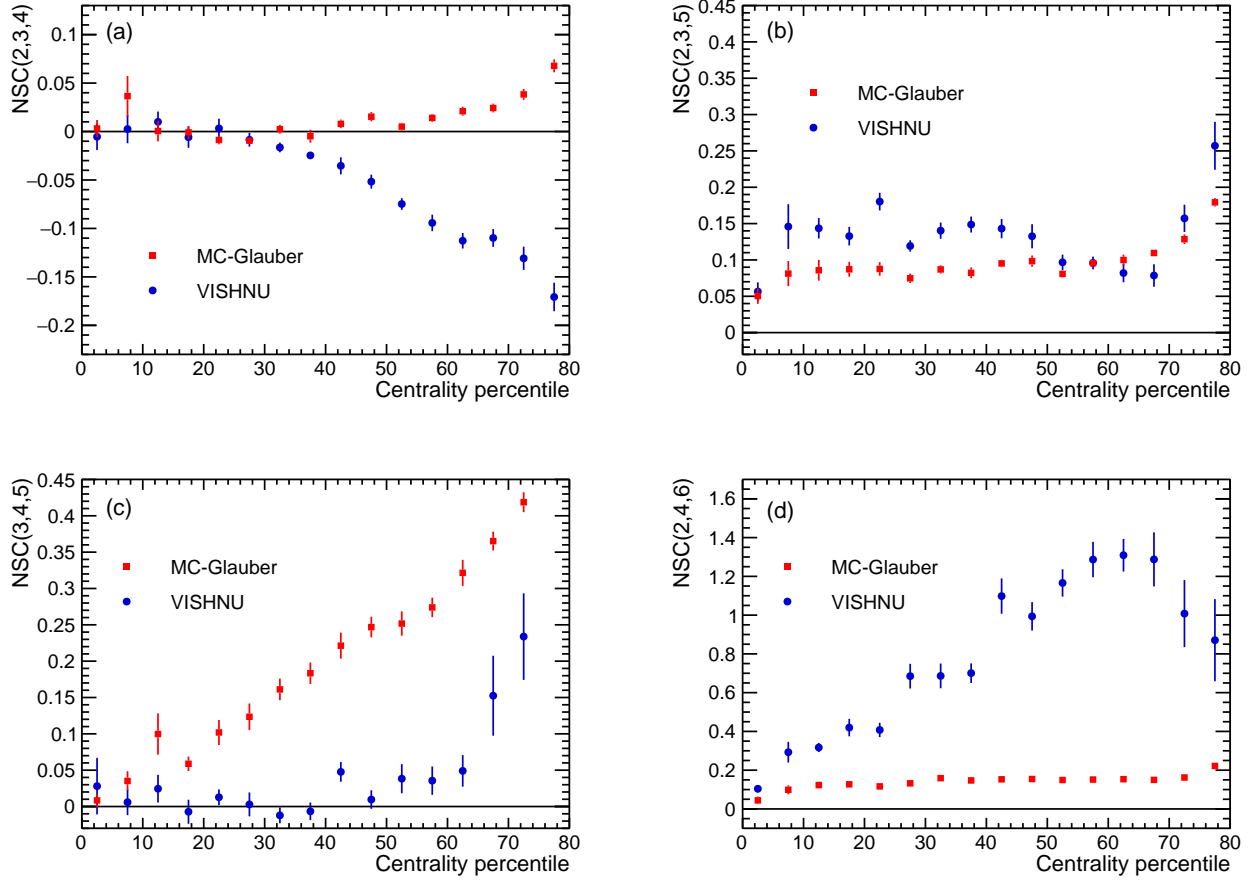 NSC(2,3,4)
(a)
0.1
0.05
0
−0.05
−0.1
−0.15
−0.2
MC-Glauber
VISHNU
0 10 20 30 40 50 60 70 80
Centrality percentile
NSC(2,3,5)
(b)
0.45
0.4
0.35
0.3
0.25
0.2
0.15
0.1
0.05
0
MC-Glauber
VISHNU
0 10 20 30 40 50 60 70 80
Centrality percentile
NSC(3,4,5)
(c)
0.45
0.4
0.35
0.3
0.25
0.2
0.15
0.1
0.05
0
MC-Glauber
VISHNU
0 10 20 30 40 50 60 70 80
Centrality percentile
NSC(2,4,6)
(d)
1.6
1.4
1.2
1
0.8
0.6
0.4
0.2
0
MC-Glauber
VISHNU
0 10 20 30 40 50 60 70 80
Centrality percentile